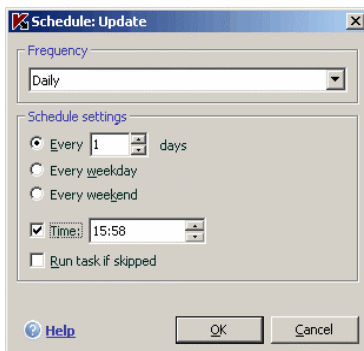 Schedule: Update
Frequency
Daily
Schedule settings
Every 1 days
Every weekday
Every weekend
Time: 15:58
Run task if skipped
Help OK Cancel